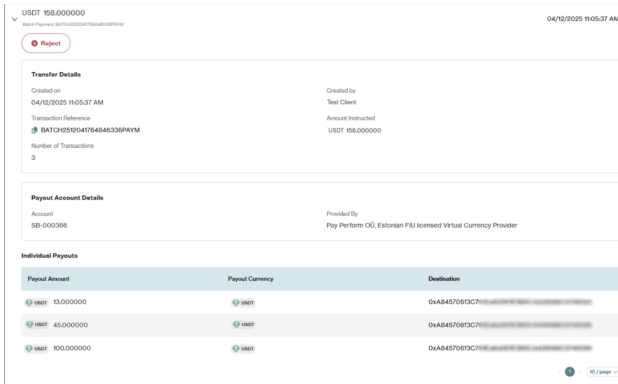 USDT 158.000000
04/12/2025 11:05:37 AM
Batch Payment: BATCH2512041764846336PAYM
Reject
Transfer Details
Created on
Created by
04/12/2025 11:05:37 AM
Test Client
Transaction Reference
Amount Instructed
BATCH2512041764846336PAYM
USDT 158.000000
Number of Transactions
3
Payout Account Details
Account
Provided By
SB-000366
Pay Perform OÜ, Estonian FIU licensed Virtual Currency Provider
Individual Payouts
Payout Amount Payout Currency Destination
USDT 13.000000 USDT 0xA845706f3C7
USDT 45.000000 USDT 0xA845706f3C7
USDT 100.000000 USDT 0xA845706f3C7
1 10 / page